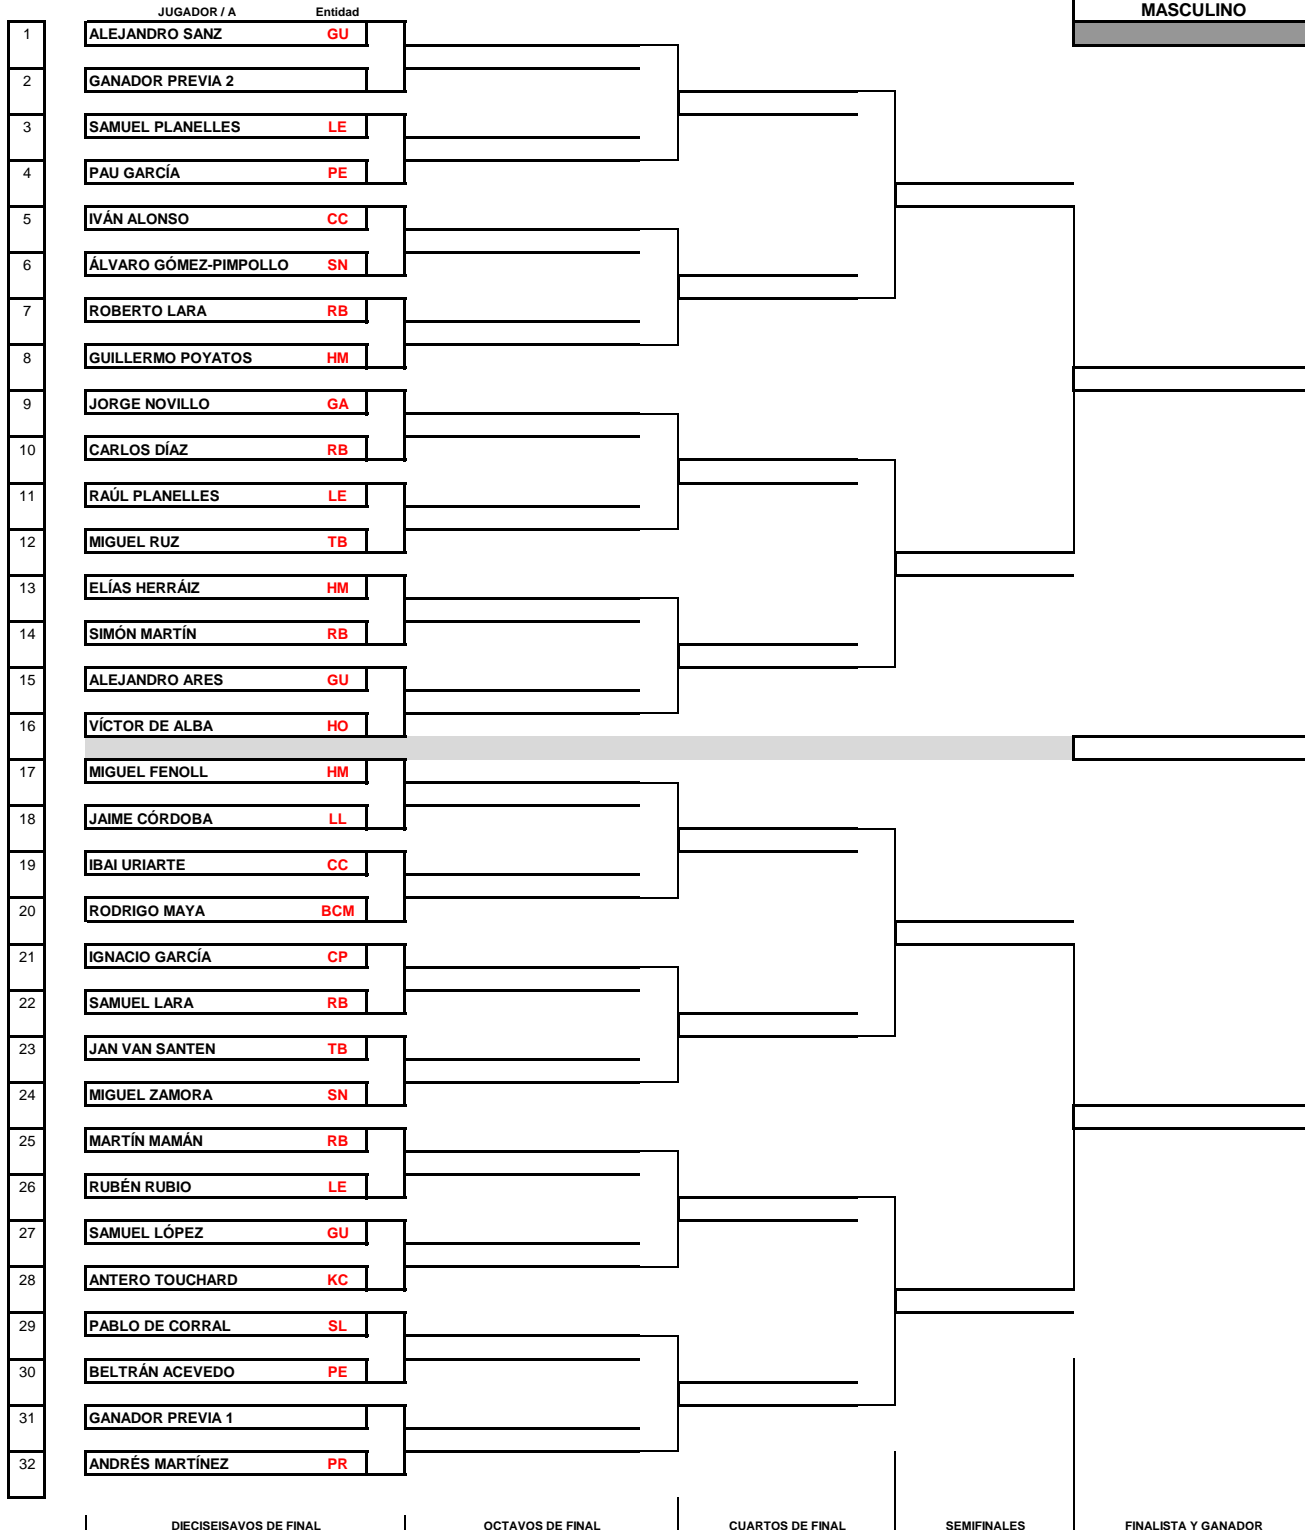 JUGADOR / A Entidad MASCULINO
1 ALEJANDRO SANZ GU
2 GANADOR PREVIA 2
3 SAMUEL PLANELLES LE
4 PAU GARCÍA PE
5 IVÁN ALONSO CC
6 ÁLVARO GÓMEZ-PIMPOLLO SN
7 ROBERTO LARA RB
8 GUILLERMO POYATOS HM
9 JORGE NOVILLO GA
10 CARLOS DÍAZ RB
11 RAÚL PLANELLES LE
12 MIGUEL RUZ TB
13 ELÍAS HERRÁIZ HM
14 SIMÓN MARTÍN RB
15 ALEJANDRO ARES GU
16 VÍCTOR DE ALBA HO
17 MIGUEL FENOLL HM
18 JAIME CÓRDOBA LL
19 IBAI URIARTE CC
20 RODRIGO MAYA BCM
21 IGNACIO GARCÍA CP
22 SAMUEL LARA RB
23 JAN VAN SANTEN TB
24 MIGUEL ZAMORA SN
25 MARTÍN MAMÁN RB
26 RUBÉN RUBIO LE
27 SAMUEL LÓPEZ GU
28 ANTERO TOUCHARD KC
29 PABLO DE CORRAL SL
30 BELTRÁN ACEVEDO PE
31 GANADOR PREVIA 1
32 ANDRÉS MARTÍNEZ PR
DIECISEISAVOS DE FINAL OCTAVOS DE FINAL CUARTOS DE FINAL SEMIFINALES FINALISTA Y GANADOR